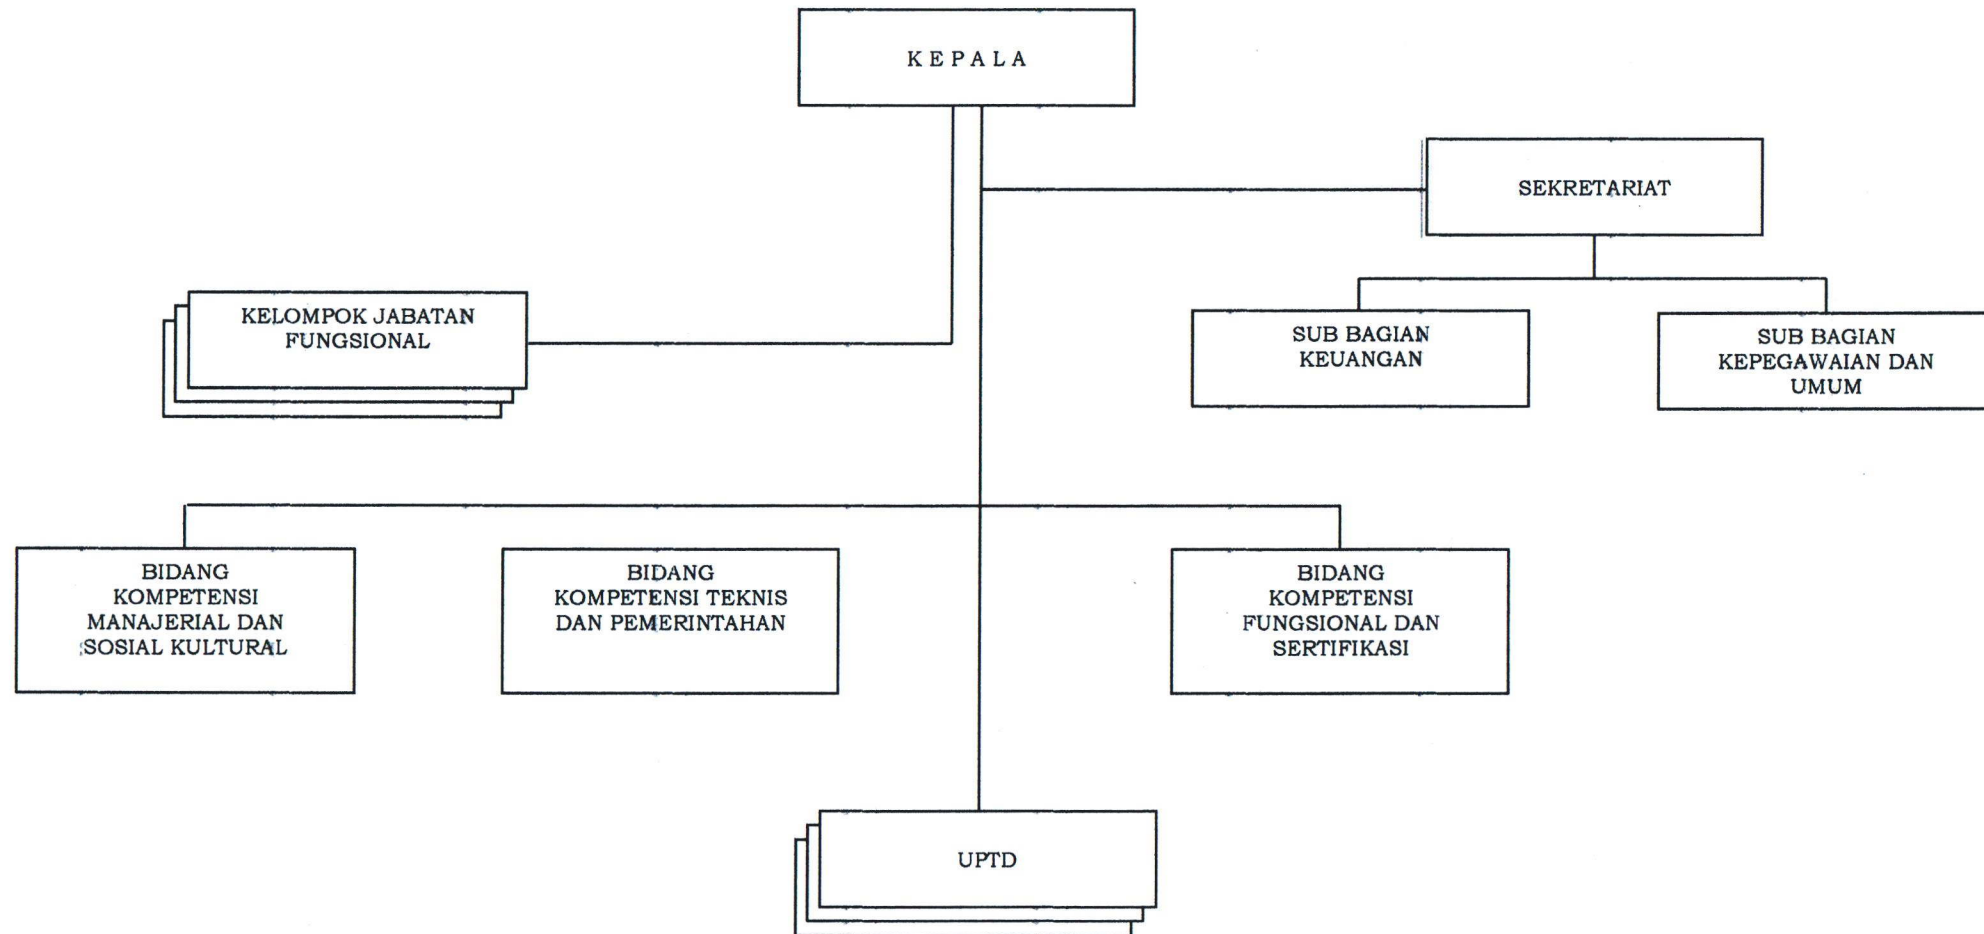 KEPALA
SEKRETARIAT
KELOMPOK JABATAN
FUNGSIONAL
SUB BAGIAN
KEUANGAN
SUB BAGIAN
KEPEGAWAIAN DAN
UMUM
BIDANG
KOMPETENSI
MANAJERIAL DAN
SOSIAL KULTURAL
BIDANG
KOMPETENSI TEKNIS
DAN PEMERINTAHAN
BIDANG
KOMPETENSI
FUNGSIONAL DAN
SERTIFIKASI
UPTD